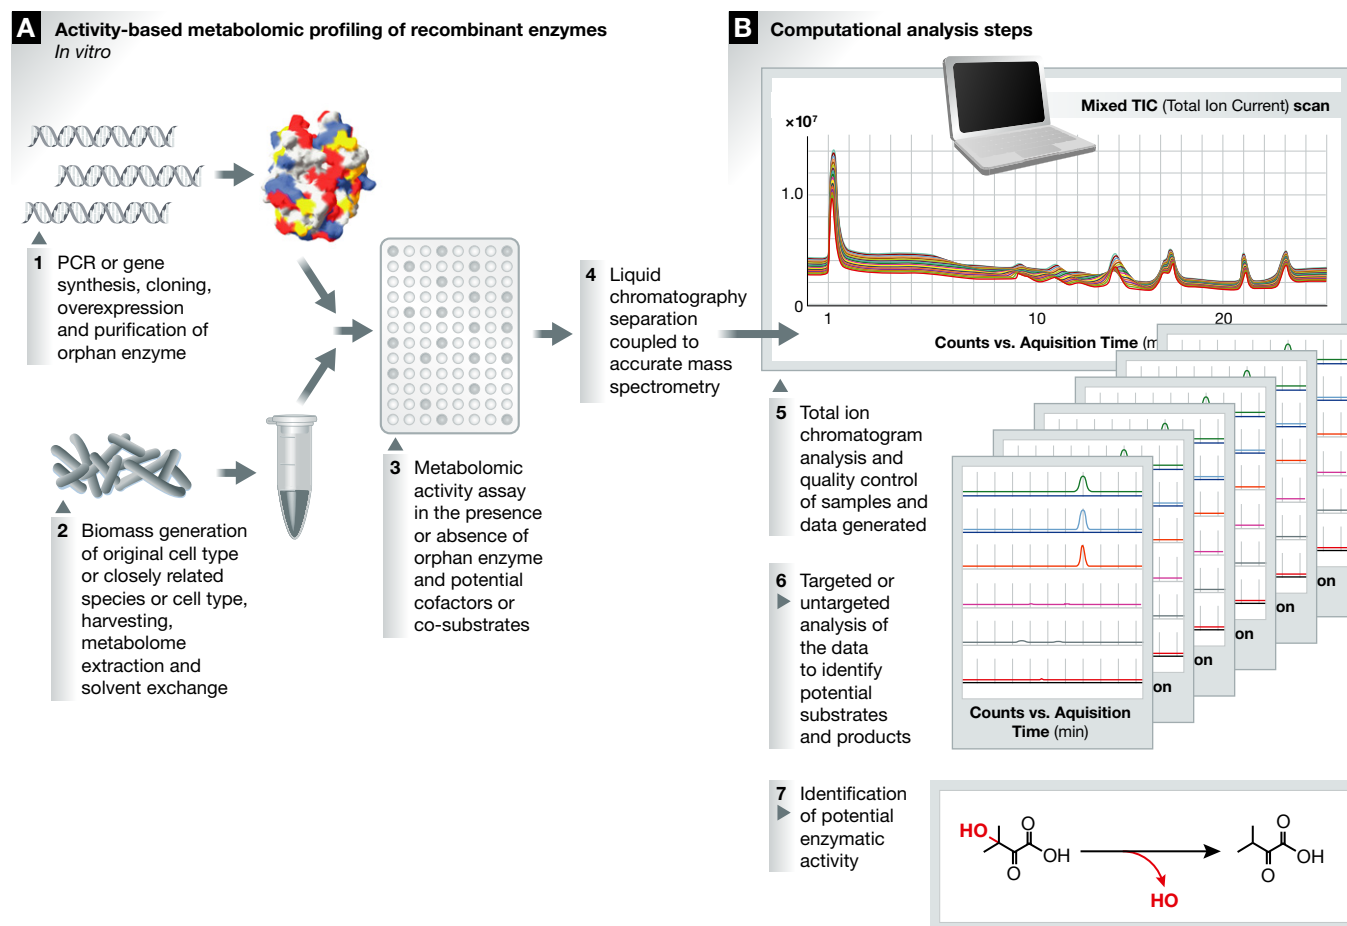 A Activity-based metabolomic profiling of recombinant enzymes
In vitro
1 PCR or gene
synthesis, cloning,
overexpression
and purification of
orphan enzyme
2 Biomass generation
of original cell type
or closely related
species or cell type,
harvesting,
metabolome
extraction and
solvent exchange
3 Metabolomic
activity assay
in the presence
or absence of
orphan enzyme
and potential
cofactors or
co-substrates
4 Liquid
chromatography
separation
coupled to
accurate mass
spectrometry
B Computational analysis steps
Mixed TIC (Total Ion Current) scan
×10⁷
1.0
0
1 10 20
Counts vs. Aquisition Time (m
5 Total ion
chromatogram
analysis and
quality control
of samples and
data generated
6 Targeted or
untargeted
analysis of
the data
to identify
potential
substrates
and products
on
on
on
on
on
Counts vs. Aquisition
Time (min)
7 Identification
of potential
enzymatic
activity
HO
O
OH
O
HO
O
OH
O